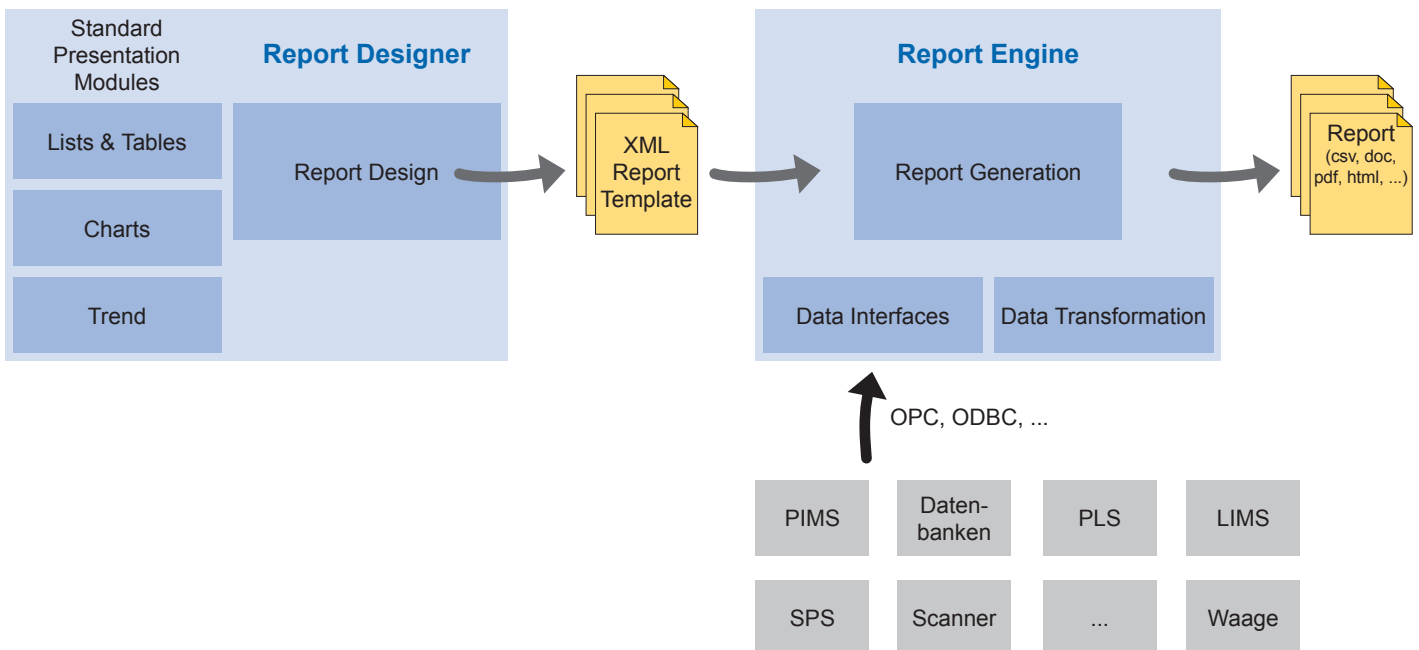 Standard
Presentation
Modules
Report Designer
Lists & Tables
Charts
Trend
Report Design
XML
Report
Template
Report Engine
Report Generation
Data Interfaces
Data Transformation
Report
(csv, doc,
pdf, html, ...)
OPC, ODBC, ...
PIMS
Daten-
banken
PLS
LIMS
SPS
Scanner
...
Waage